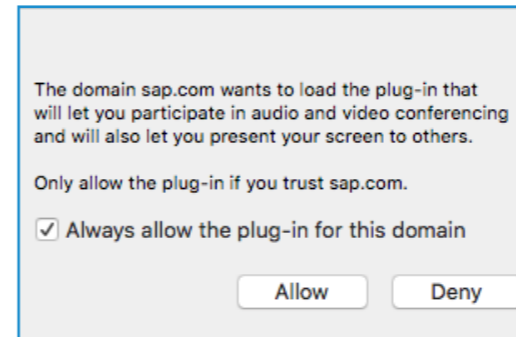 The domain sap.com wants to load the plug-in that
will let you participate in audio and video conferencing
and will also let you present your screen to others.
Only allow the plug-in if you trust sap.com.
Always allow the plug-in for this domain
Allow Deny